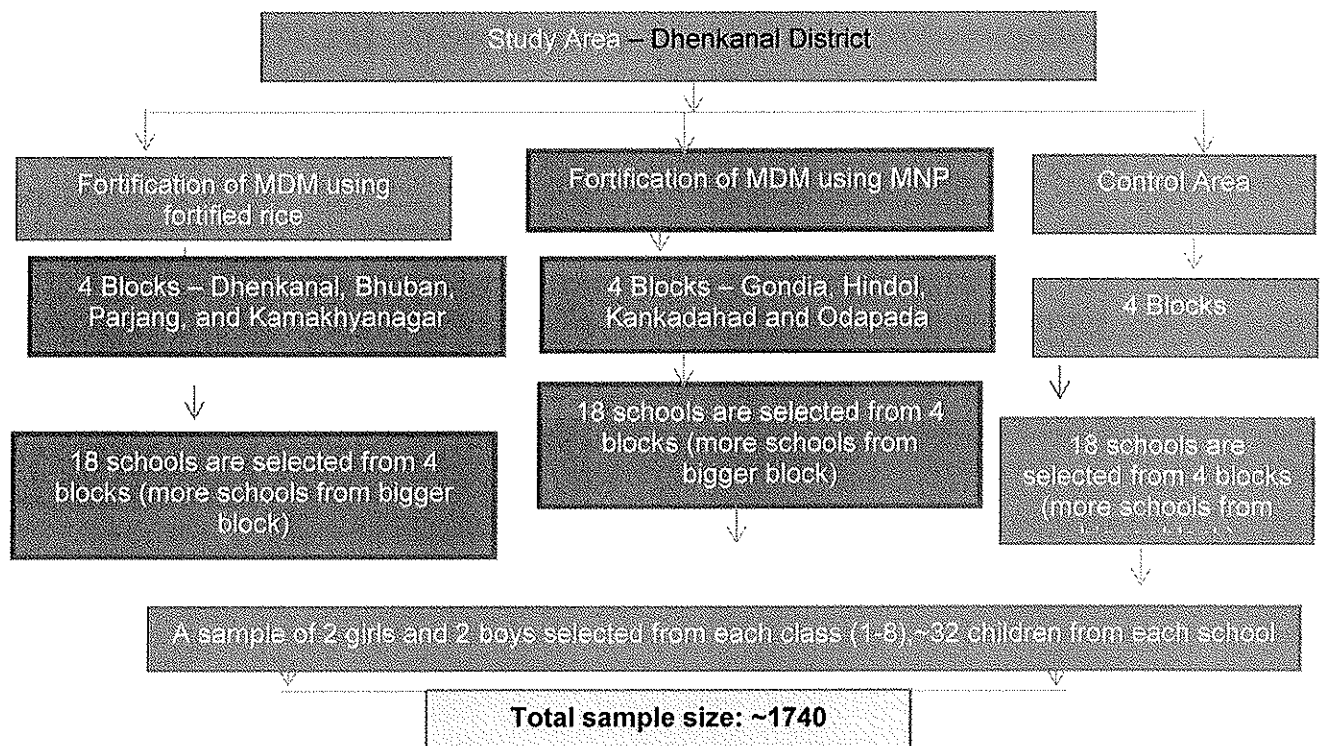 Study Area – Dhenkanal District
Fortification of MDM using
fortified rice
Fortification of MDM using MNP
Control Area
4 Blocks – Dhenkanal, Bhuban,
Parjang, and Kamakhyanagar
4 Blocks – Gondia, Hindol,
Kankadahad and Odapada
4 Blocks
18 schools are selected from 4
blocks (more schools from bigger
block)
18 schools are selected from 4
blocks (more schools from
bigger block)
18 schools are
selected from 4 blocks
(more schools from
A sample of 2 girls and 2 boys selected from each class (1-8) ~32 children from each school
Total sample size: ~1740